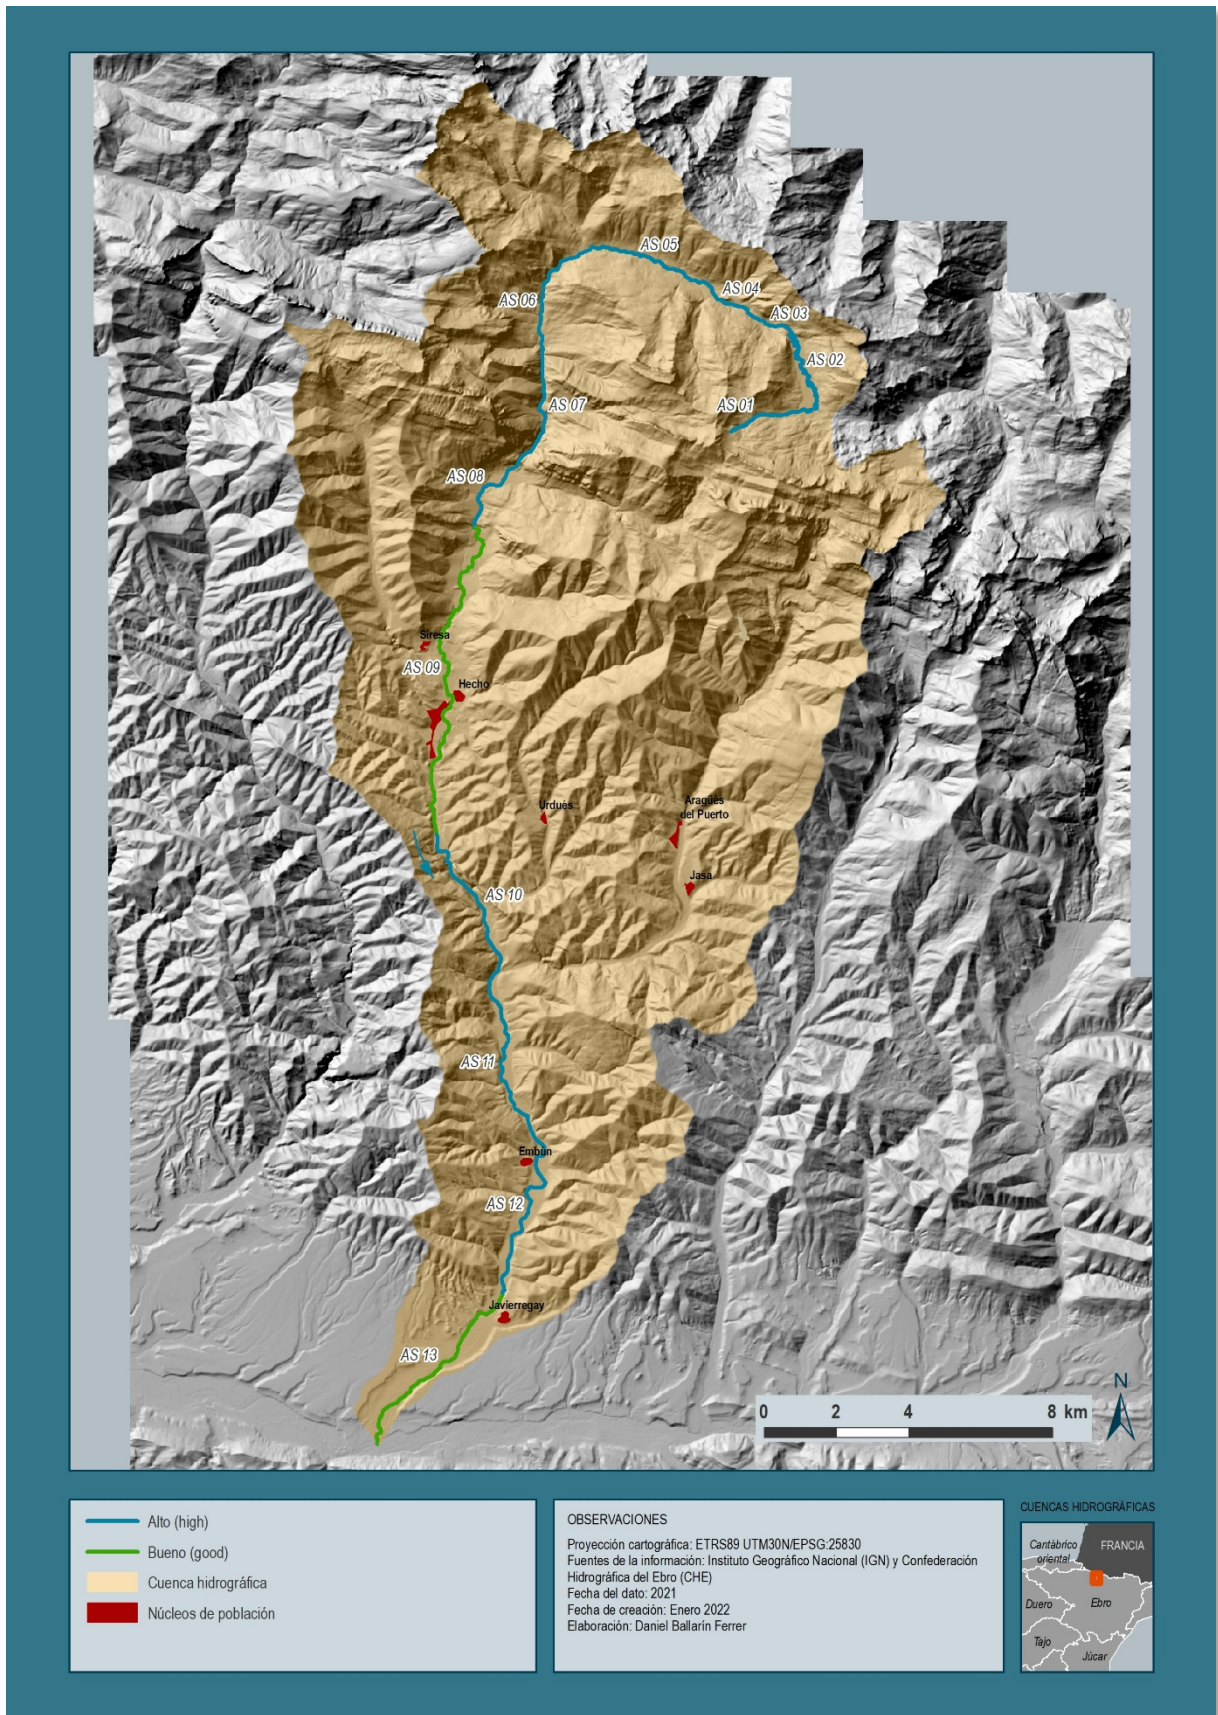 AS 05
AS 04
AS 06
AS 03
AS 02
AS 07
AS 01
AS 08
Siresa
AS 09
Hecho
Urdués
Aragüés
del Puerto
Jasa
AS 10
AS 11
Embún
AS 12
Javierregay
AS 13
N
0 2 4 8 km
Alto (high)
Bueno (good)
Cuenca hidrográfica
Núcleos de población
OBSERVACIONES
Proyección cartográfica: ETRS89 UTM30N/EPSG:25830
Fuentes de la información: Instituto Geográfico Nacional (IGN) y Confederación
Hidrográfica del Ebro (CHE)
Fecha del dato: 2021
Fecha de creación: Enero 2022
Elaboración: Daniel Ballarín Ferrer
CUENCAS HIDROGRÁFICAS
Cantábrico
oriental
FRANCIA
Duero
Ebro
Tajo
Júcar